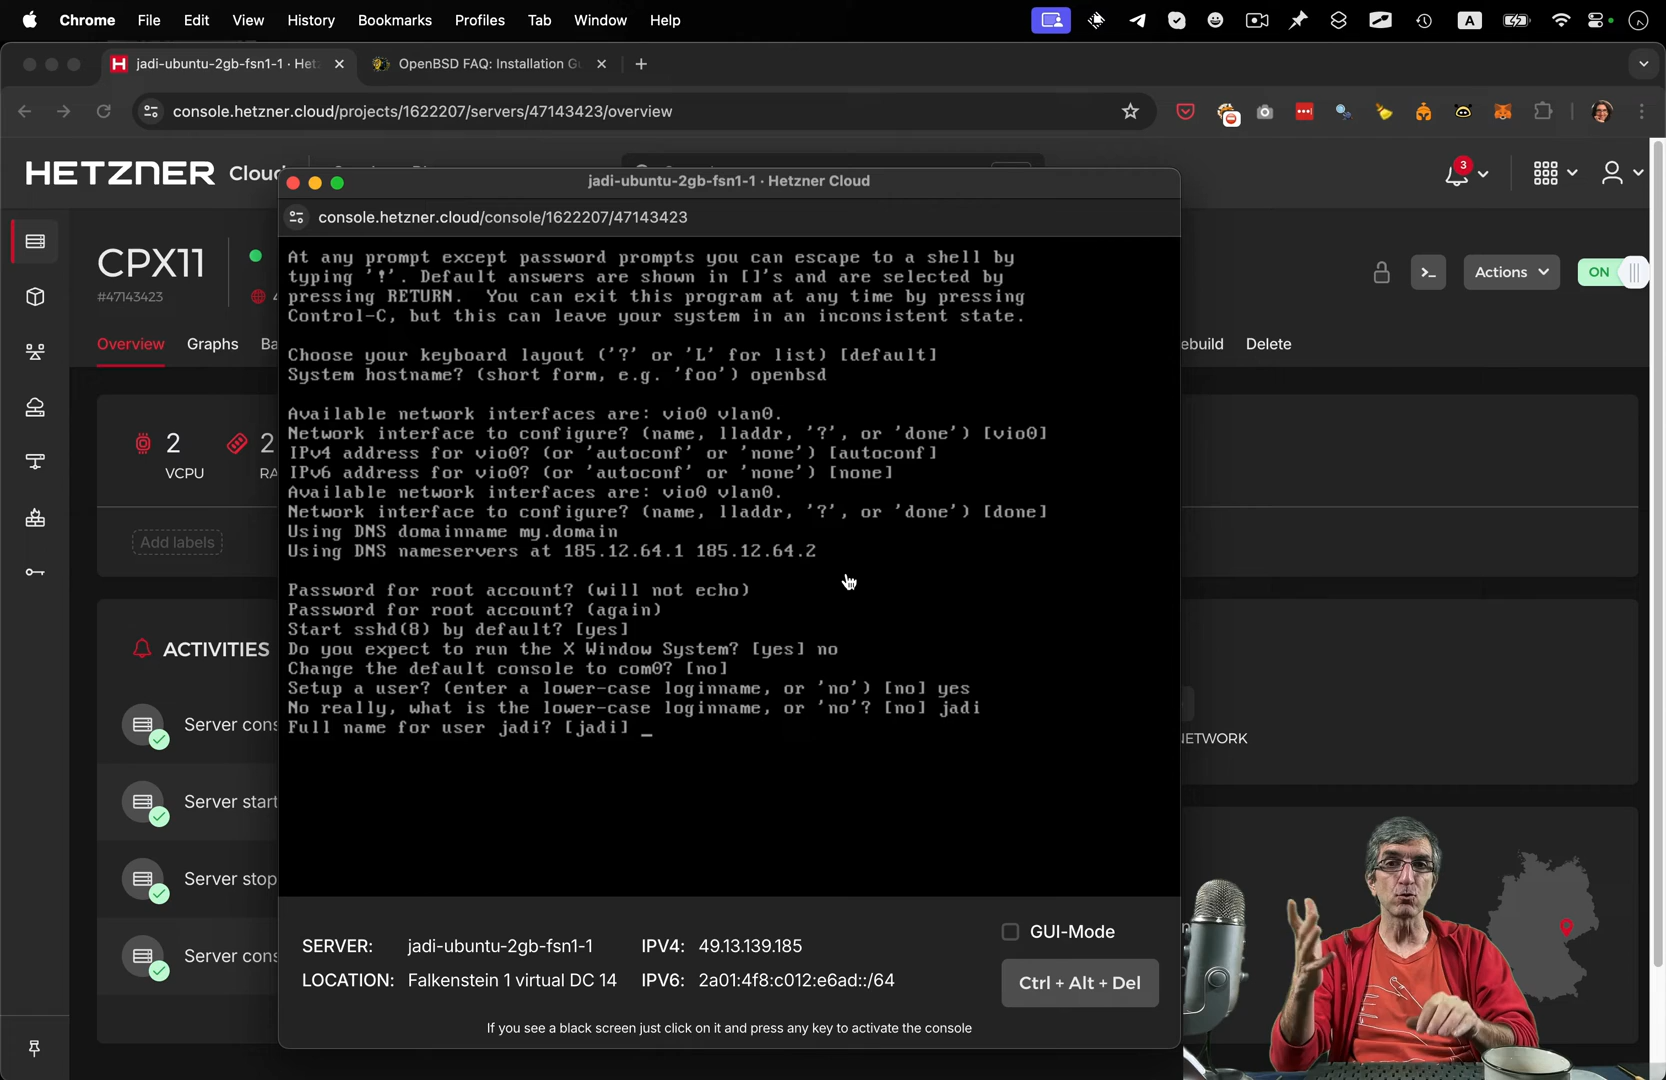 Chrome File Edit View History Bookmarks Profiles Tab Window Help A
jadi-ubuntu-2gb-fsn1-1 · Hetz
OpenBSD FAQ: Installation Gu
console.hetzner.cloud/projects/1622207/servers/47143423/overview
HETZNER Cloud
3
jadi-ubuntu-2gb-fsn1-1 · Hetzner Cloud
console.hetzner.cloud/console/1622207/47143423
CPX11
#47143423
Actions
ON
Overview Graphs Ba
ebuild Delete
2
VCPU
2
RA
Add labels
ACTIVITIES
Server cons
Server start
Server stop
Server cons
At any prompt except password prompts you can escape to a shell by
typing '!'. Default answers are shown in []'s and are selected by
pressing RETURN. You can exit this program at any time by pressing
Control-C, but this can leave your system in an inconsistent state.
Choose your keyboard layout ('?' or 'L' for list) [default]
System hostname? (short form, e.g. 'foo') openbsd
Available network interfaces are: vio0 vlan0.
Network interface to configure? (name, lladdr, '?', or 'done') [vio0]
IPv4 address for vio0? (or 'autoconf' or 'none') [autoconf]
IPv6 address for vio0? (or 'autoconf' or 'none') [none]
Available network interfaces are: vio0 vlan0.
Network interface to configure? (name, lladdr, '?', or 'done') [done]
Using DNS domainname my.domain
Using DNS nameservers at 185.12.64.1 185.12.64.2
Password for root account? (will not echo)
Password for root account? (again)
Start sshd(8) by default? [yes]
Do you expect to run the X Window System? [yes] no
Change the default console to com0? [no]
Setup a user? (enter a lower-case loginname, or 'no') [no] yes
No really, what is the lower-case loginname, or 'no'? [no] jadi
Full name for user jadi? [jadi] _
NETWORK
SERVER: jadi-ubuntu-2gb-fsn1-1 IPV4: 49.13.139.185
LOCATION: Falkenstein 1 virtual DC 14 IPV6: 2a01:4f8:c012:e6ad::/64
GUI-Mode
Ctrl + Alt + Del
If you see a black screen just click on it and press any key to activate the console